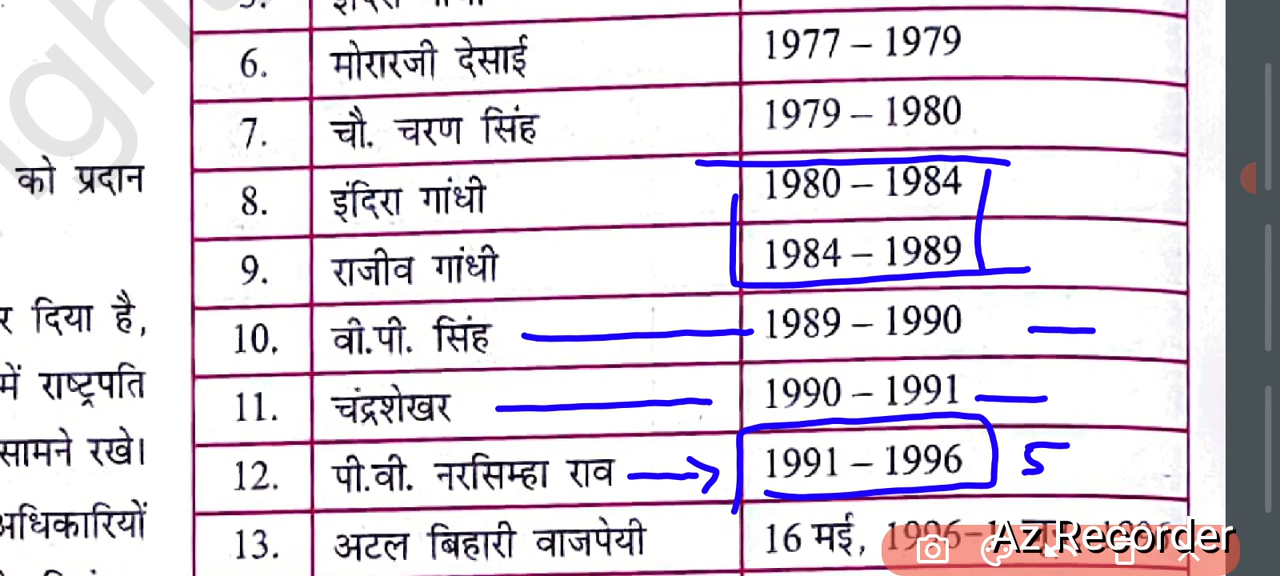 6. मोरारजी देसाई 1977 – 1979
7. चौ. चरण सिंह 1979 – 1980
को प्रदान
8. इंदिरा गांधी 1980 – 1984
9. राजीव गांधी 1984 – 1989
र दिया है,
10. वी.पी. सिंह 1989 – 1990
में राष्ट्रपति
11. चंद्रशेखर 1990 – 1991
सामने रखे।
12. पी.वी. नरसिम्हा राव 1991 – 1996 5
अधिकारियों
13. अटल बिहारी वाजपेयी 16 मई,
Az Recorder